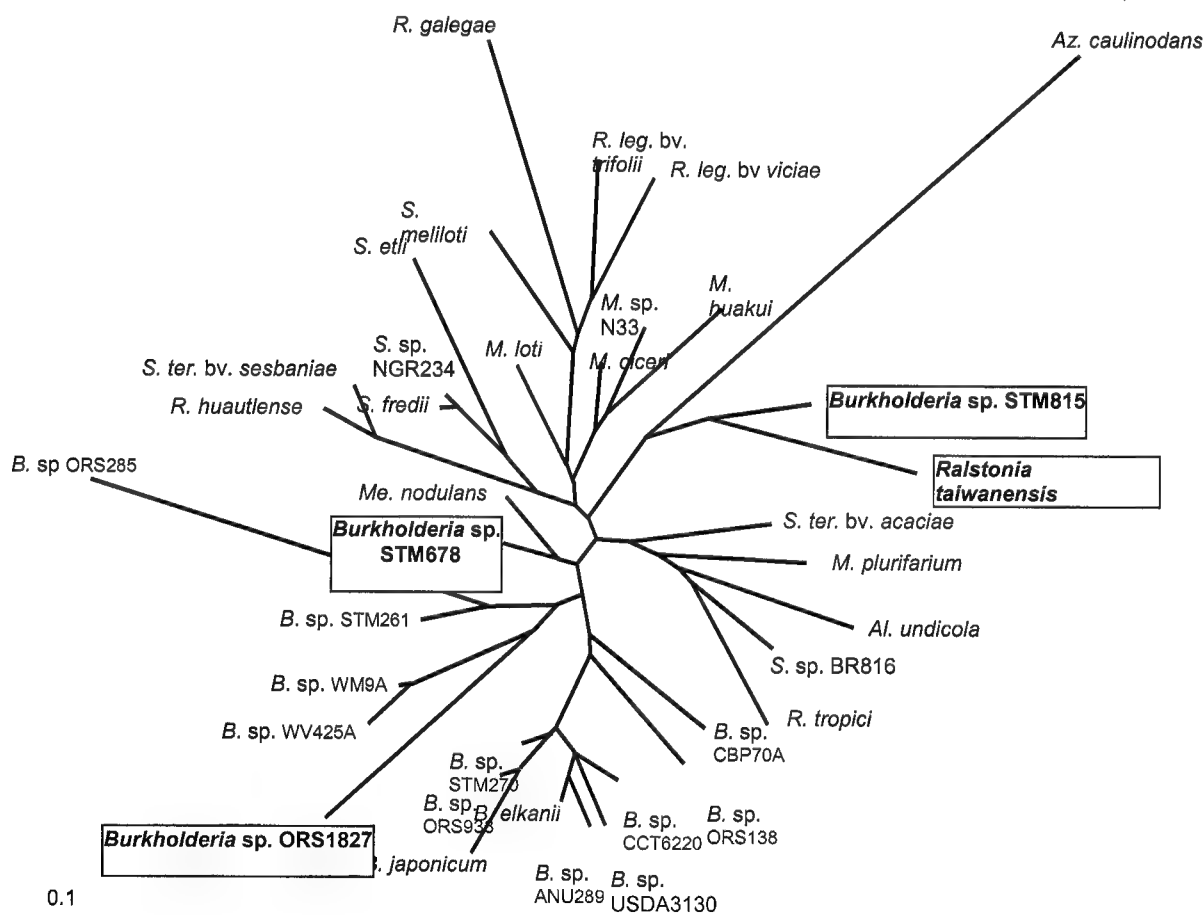 R. galegae
Az. caulinodans
R. leg. bv.
trifolii
R. leg. bv viciae
S.
meliloti
S. etli
M.
huakui
M. sp.
N33
M. loti
M. ciceri
S. sp.
NGR234
S. ter. bv. sesbaniae
R. huautlense
S. fredii
Burkholderia sp. STM815
Ralstonia
taiwanensis
B. sp ORS285
Me. nodulans
Burkholderia sp.
STM678
S. ter. bv. acaciae
M. plurifarium
B. sp. STM261
Al. undicola
S. sp. BR816
B. sp. WM9A
R. tropici
B. sp. WV425A
B. sp.
CBP70A
B. sp.
STM270
B. sp.
ORS938
B. elkanii
B. sp.
CCT6220
B. sp.
ORS138
Burkholderia sp. ORS1827
B. japonicum
B. sp.
ANU289
B. sp.
USDA3130
0.1